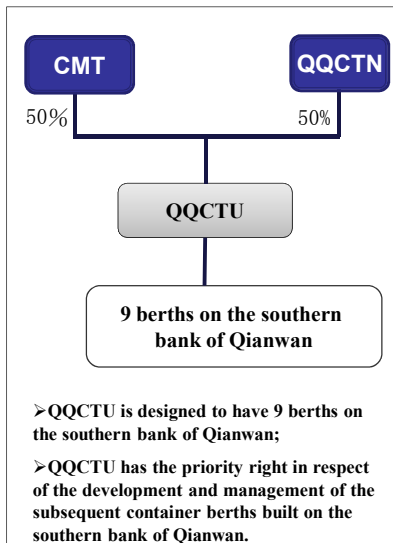 CMT
QQCTN
50%
50%
QQCTU
9 berths on the southern
bank of Qianwan
➢QQCTU is designed to have 9 berths on
the southern bank of Qianwan;
➢QQCTU has the priority right in respect
of the development and management of the
subsequent container berths built on the
southern bank of Qianwan.